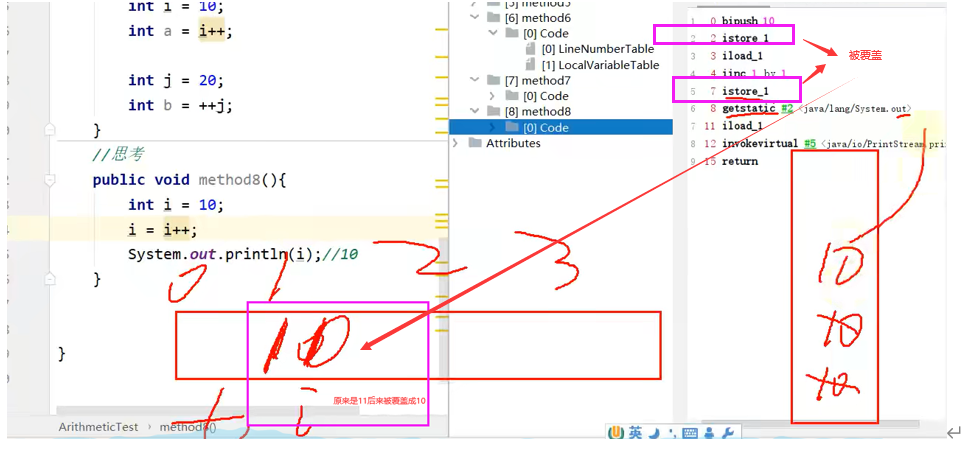 int i = 10;
int a = i++;
int j = 20;
int b = ++j;
}
//思考
public void method8(){
int i = 10;
i = i++;
System.out.println(i);//10
}
}
ArithmeticTest › method8()
[5] method5
[6] method6
[0] Code
[0] LineNumberTable
[1] LocalVariableTable
[7] method7
[0] Code
[8] method8
[0] Code
Attributes
1 0 bipush 10
2 2 istore_1
3 3 iload_1
4 4 iinc 1 by 1
5 7 istore_1
6 8 getstatic #2 <java/lang/System.out>
7 11 iload_1
8 12 invokevirtual #5 <java/io/PrintStream.prin
9 15 return
被覆盖
0 1 2 3
10
i
原来是11后来被覆盖成10
10
10
10
英